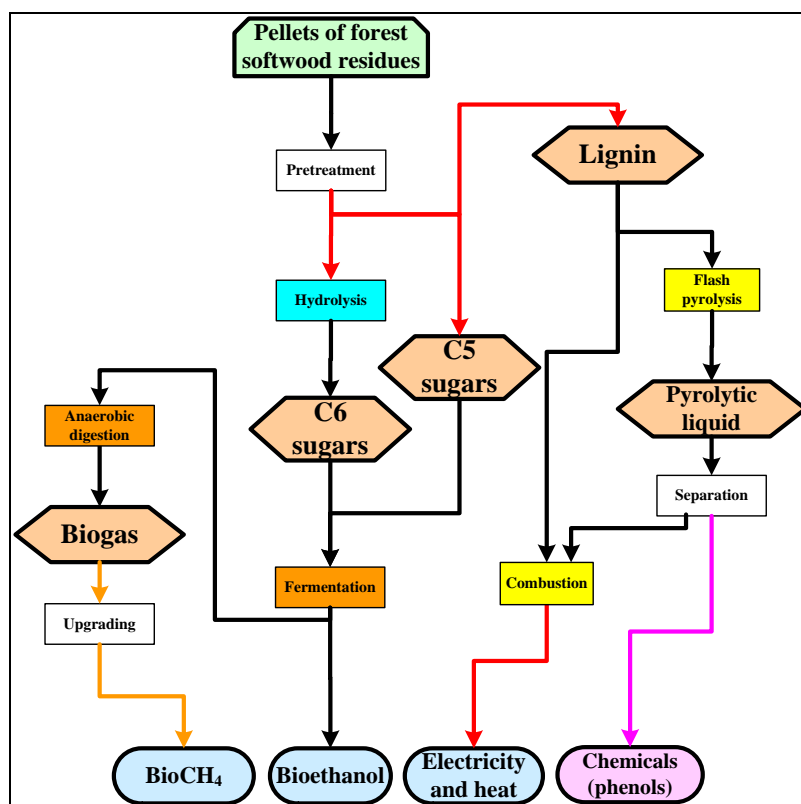 Pellets of forest
softwood residues
Lignin
Pretreatment
Flash
pyrolysis
Hydrolysis
C5
sugars
Pyrolytic
liquid
Anaerobic
digestion
C6
sugars
Separation
Biogas
Fermentation
Combustion
Upgrading
BioCH₄
Bioethanol
Electricity
and heat
Chemicals
(phenols)